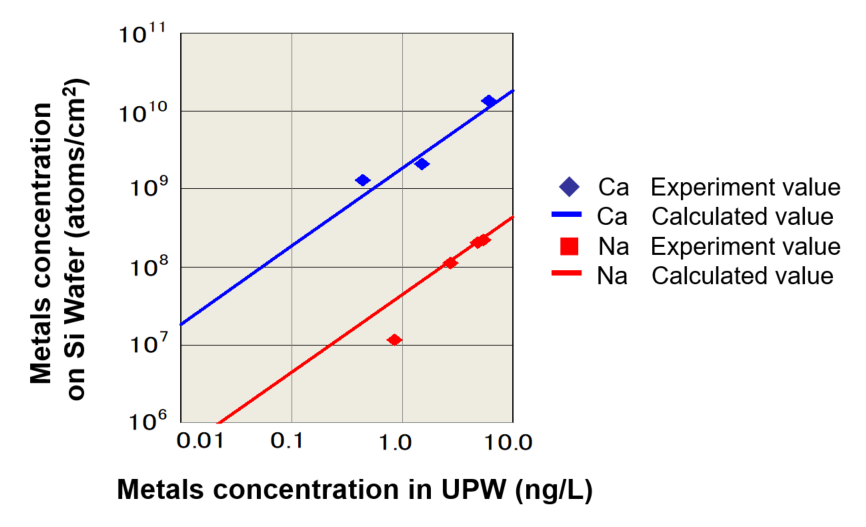 10¹¹
10¹⁰
10⁹
10⁸
10⁷
10⁶
Metals concentration
on Si Wafer (atoms/cm²)
0.01
0.1
1.0
10.0
Metals concentration in UPW (ng/L)
Ca Experiment value
Ca Calculated value
Na Experiment value
Na Calculated value